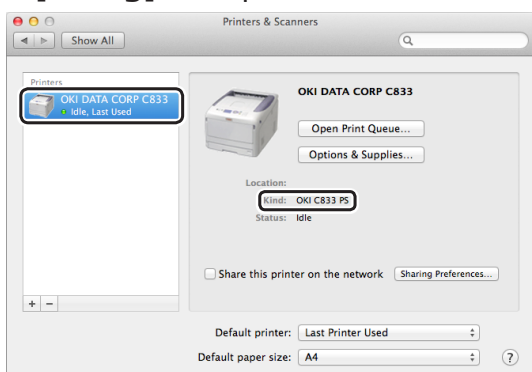 Printers & Scanners
Show All
Printers
OKI DATA CORP C833
Idle, Last Used
OKI DATA CORP C833
Open Print Queue...
Options & Supplies...
Location:
Kind: OKI C833 PS
Status: Idle
Share this printer on the network Sharing Preferences...
+ −
Default printer: Last Printer Used
Default paper size: A4 ?